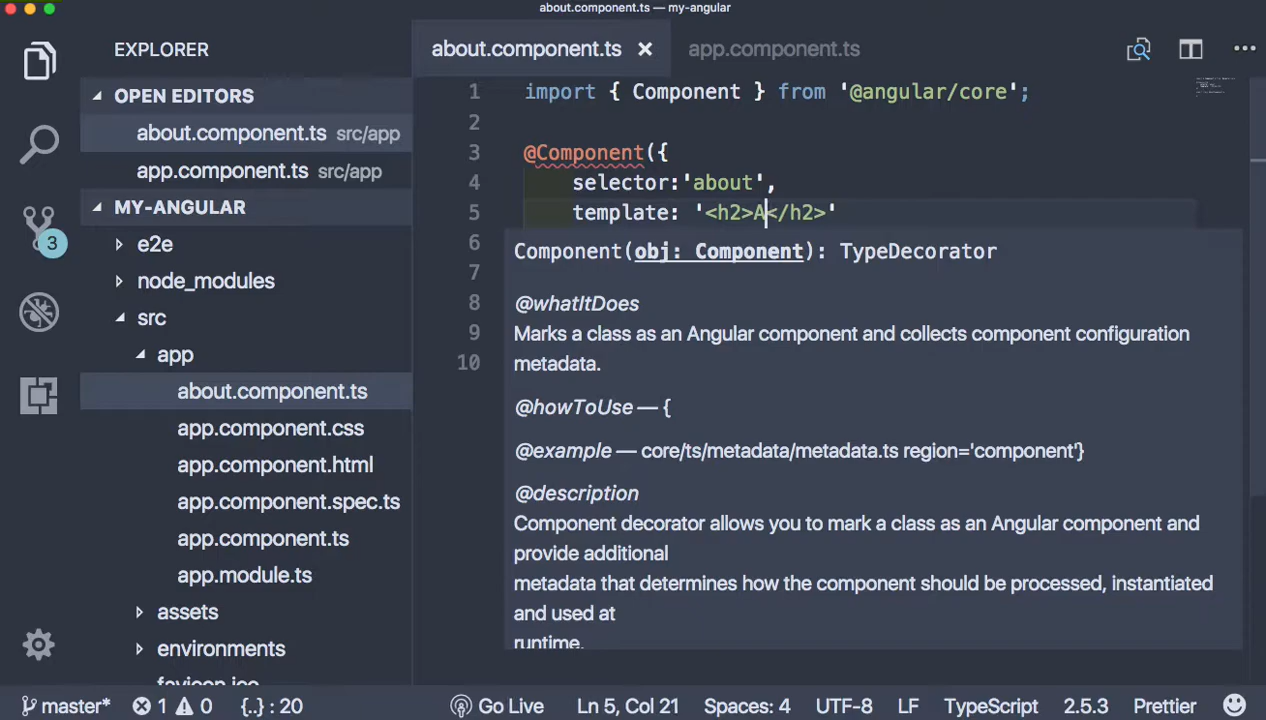 about.component.ts — my-angular
EXPLORER
OPEN EDITORS
about.component.ts src/app
app.component.ts src/app
MY-ANGULAR
e2e
node_modules
src
app
about.component.ts
app.component.css
app.component.html
app.component.spec.ts
app.component.ts
app.module.ts
assets
environments
favicon.ico
3
about.component.ts ×
app.component.ts
1 import { Component } from '@angular/core';
2
3 @Component({
4 selector:'about',
5 template: '<h2>A</h2>'
6
7
8
9
10
Component(obj: Component): TypeDecorator
@whatItDoes
Marks a class as an Angular component and collects component configuration
metadata.
@howToUse — {
@example — core/ts/metadata/metadata.ts region='component'}
@description
Component decorator allows you to mark a class as an Angular component and
provide additional
metadata that determines how the component should be processed, instantiated
and used at
runtime.
master* 1 0 {..} : 20 Go Live Ln 5, Col 21 Spaces: 4 UTF-8 LF TypeScript 2.5.3 Prettier